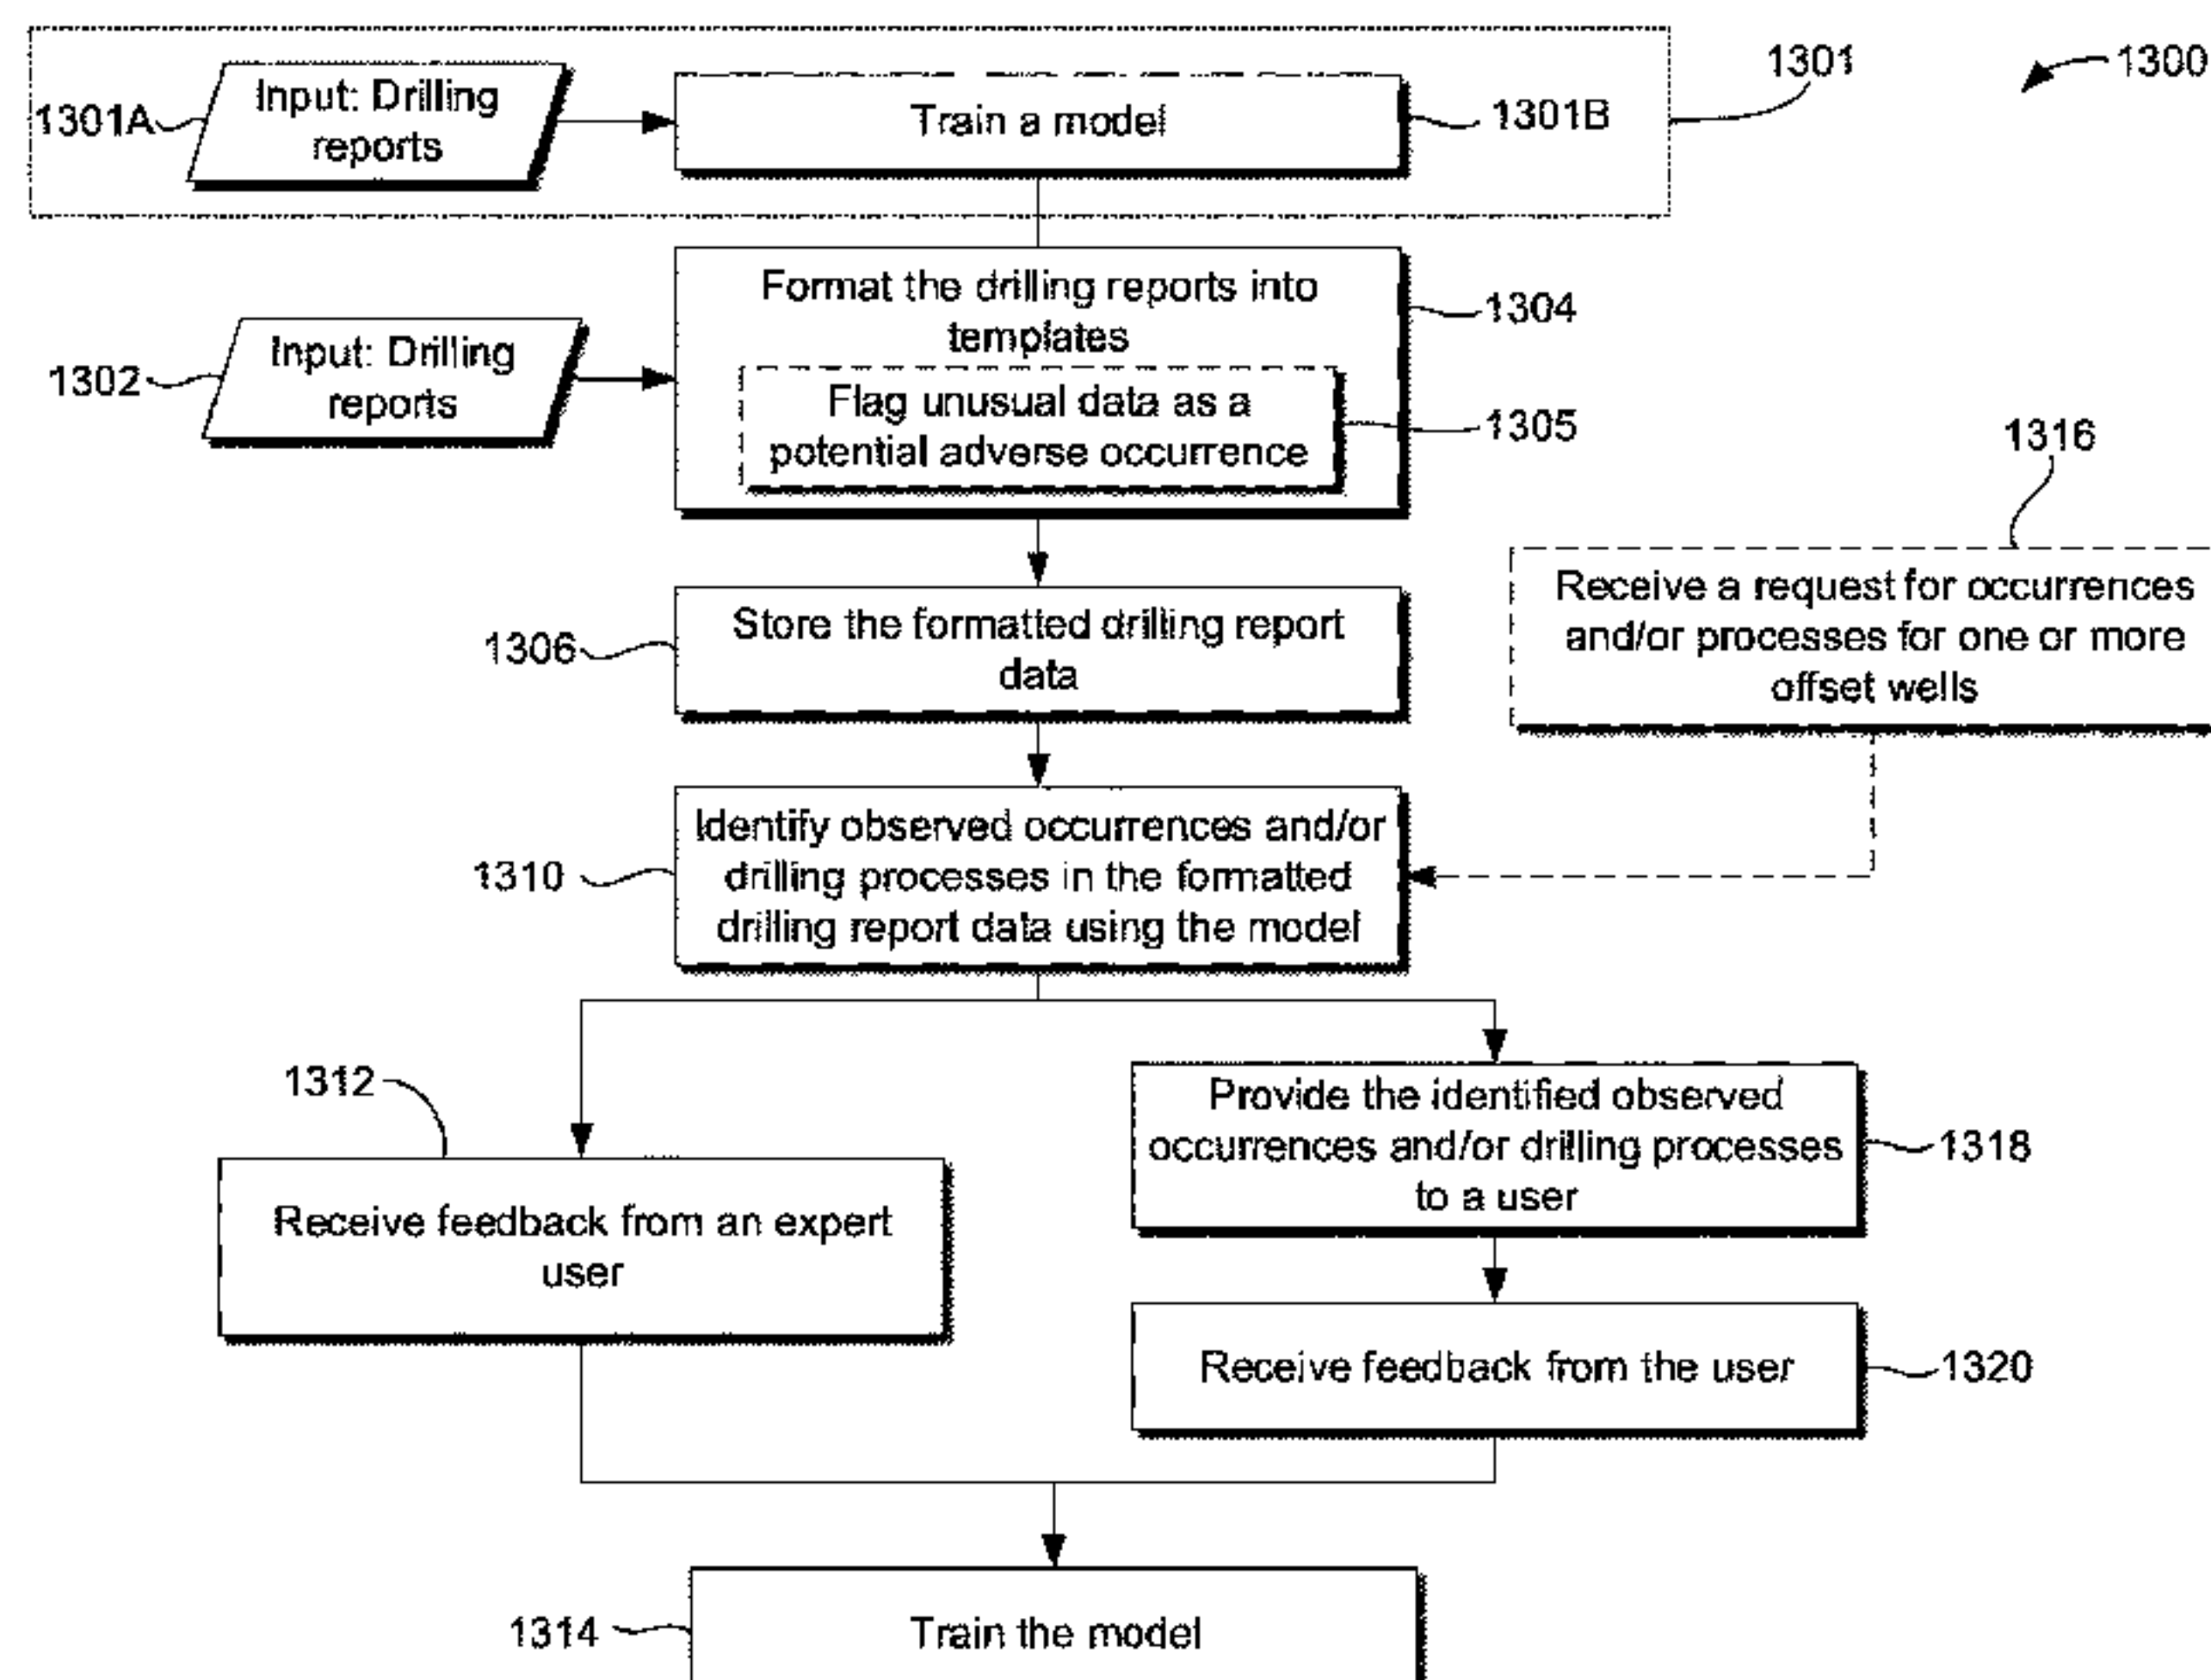 1300
1301
1301A
Input: Drilling
reports
Train a model
1301B
Format the drilling reports into
templates
1304
1302
Input: Drilling
reports
Flag unusual data as a
potential adverse occurrence
1305
1316
Receive a request for occurrences
and/or processes for one or more
offset wells
1306
Store the formatted drilling report
data
1310
Identify observed occurrences and/or
drilling processes in the formatted
drilling report data using the model
1312
Receive feedback from an expert
user
Provide the identified observed
occurrences and/or drilling processes
to a user
1318
Receive feedback from the user
1320
1314
Train the model